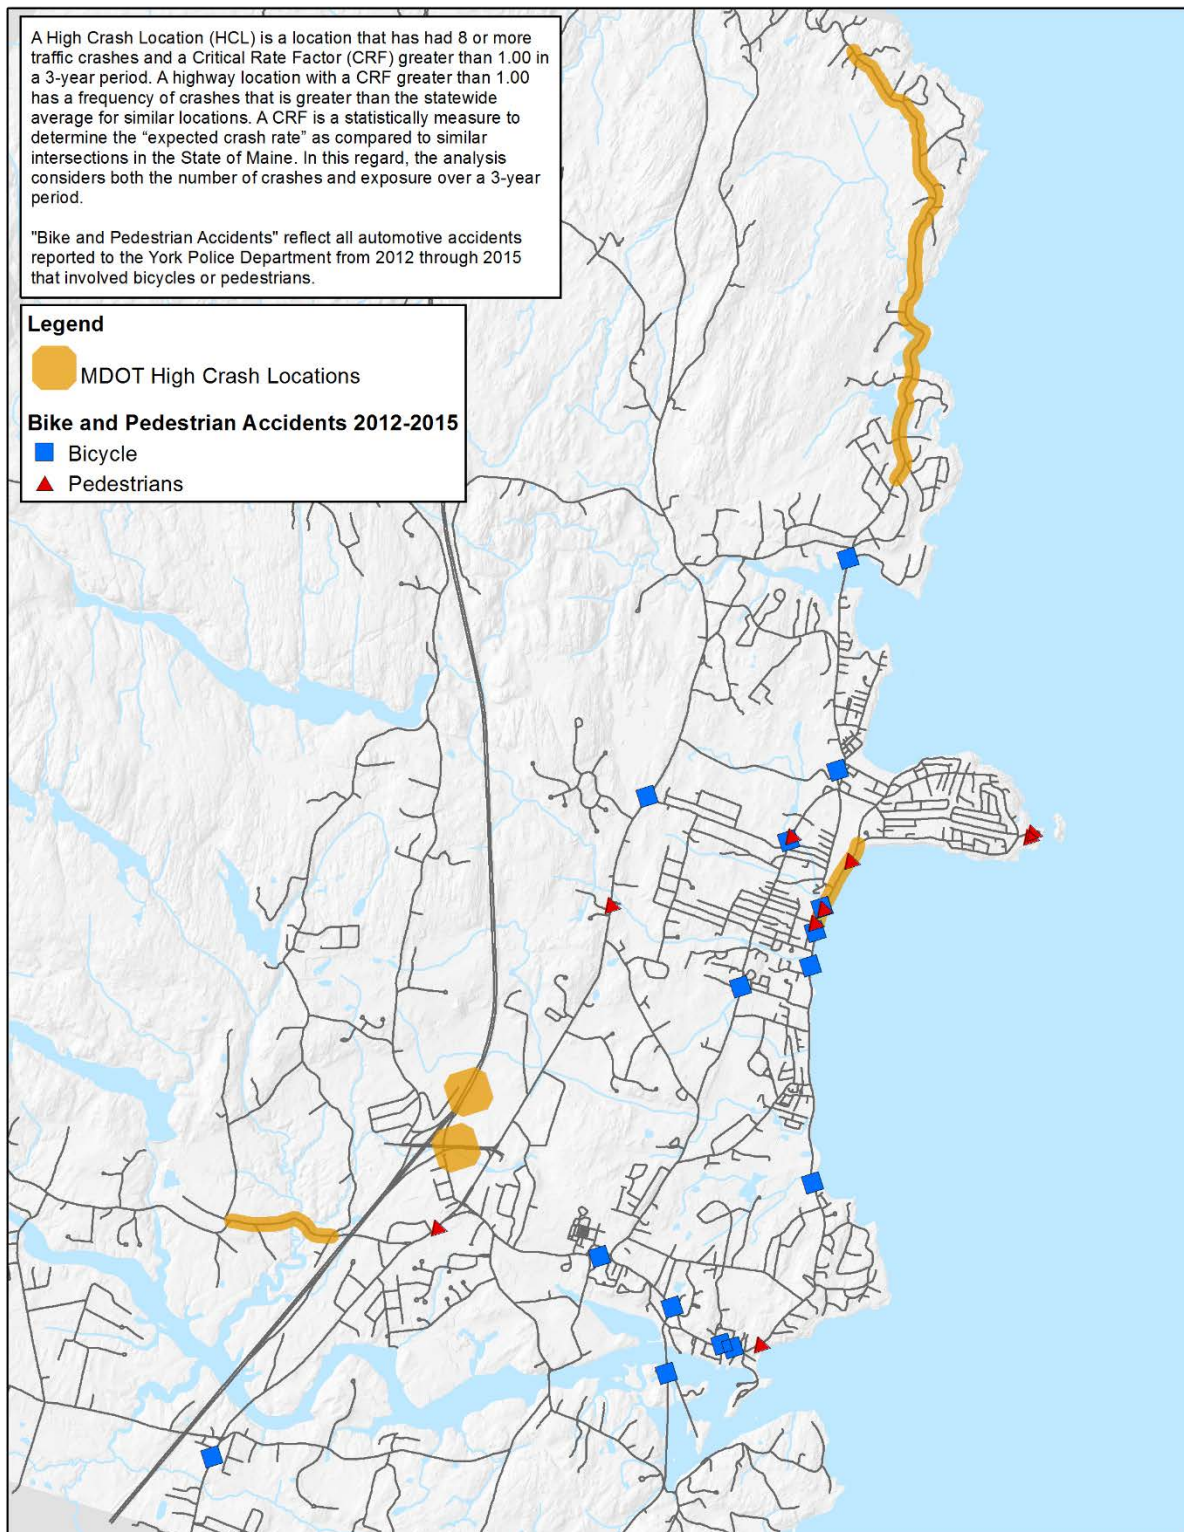 A High Crash Location (HCL) is a location that has had 8 or more
traffic crashes and a Critical Rate Factor (CRF) greater than 1.00 in
a 3-year period. A highway location with a CRF greater than 1.00
has a frequency of crashes that is greater than the statewide
average for similar locations. A CRF is a statistically measure to
determine the “expected crash rate” as compared to similar
intersections in the State of Maine. In this regard, the analysis
considers both the number of crashes and exposure over a 3-year
period.
"Bike and Pedestrian Accidents" reflect all automotive accidents
reported to the York Police Department from 2012 through 2015
that involved bicycles or pedestrians.
Legend
MDOT High Crash Locations
Bike and Pedestrian Accidents 2012-2015
Bicycle
Pedestrians